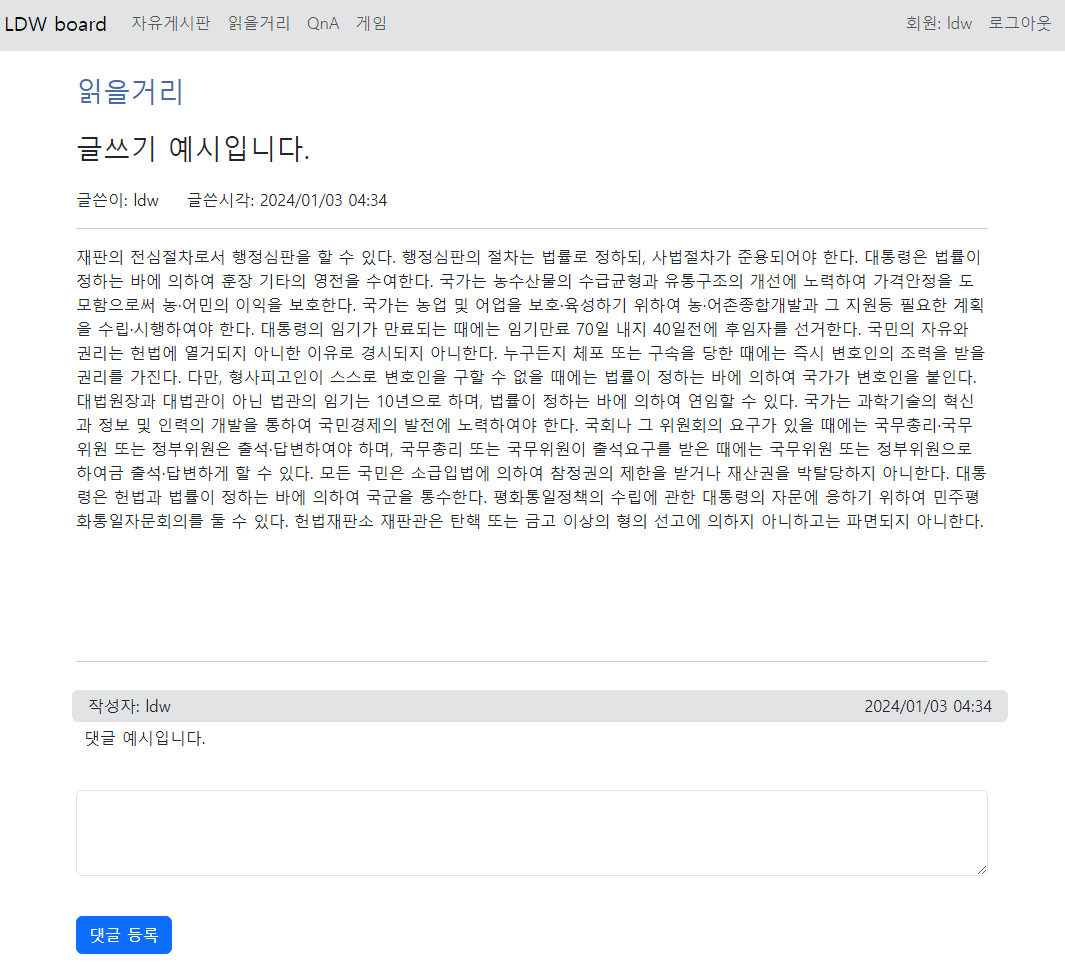 LDW board 자유게시판 읽을거리 QnA 게임 회원: ldw 로그아웃
읽을거리
글쓰기 예시입니다.
글쓴이: ldw 글쓴시각: 2024/01/03 04:34
재판의 전심절차로서 행정심판을 할 수 있다. 행정심판의 절차는 법률로 정하되, 사법절차가 준용되어야 한다. 대통령은 법률이
정하는 바에 의하여 훈장 기타의 영전을 수여한다. 국가는 농수산물의 수급균형과 유통구조의 개선에 노력하여 가격안정을 도
모함으로써 농·어민의 이익을 보호한다. 국가는 농업 및 어업을 보호·육성하기 위하여 농·어촌종합개발과 그 지원등 필요한 계획
을 수립·시행하여야 한다. 대통령의 임기가 만료되는 때에는 임기만료 70일 내지 40일전에 후임자를 선거한다. 국민의 자유와
권리는 헌법에 열거되지 아니한 이유로 경시되지 아니한다. 누구든지 체포 또는 구속을 당한 때에는 즉시 변호인의 조력을 받을
권리를 가진다. 다만, 형사피고인이 스스로 변호인을 구할 수 없을 때에는 법률이 정하는 바에 의하여 국가가 변호인을 붙인다.
대법원장과 대법관이 아닌 법관의 임기는 10년으로 하며, 법률이 정하는 바에 의하여 연임할 수 있다. 국가는 과학기술의 혁신
과 정보 및 인력의 개발을 통하여 국민경제의 발전에 노력하여야 한다. 국회나 그 위원회의 요구가 있을 때에는 국무총리·국무
위원 또는 정부위원은 출석·답변하여야 하며, 국무총리 또는 국무위원이 출석요구를 받은 때에는 국무위원 또는 정부위원으로
하여금 출석·답변하게 할 수 있다. 모든 국민은 소급입법에 의하여 참정권의 제한을 받거나 재산권을 박탈당하지 아니한다. 대통
령은 헌법과 법률이 정하는 바에 의하여 국군을 통수한다. 평화통일정책의 수립에 관한 대통령의 자문에 응하기 위하여 민주평
화통일자문회의를 둘 수 있다. 헌법재판소 재판관은 탄핵 또는 금고 이상의 형의 선고에 의하지 아니하고는 파면되지 아니한다.
작성자: ldw 2024/01/03 04:34
댓글 예시입니다.
댓글 등록